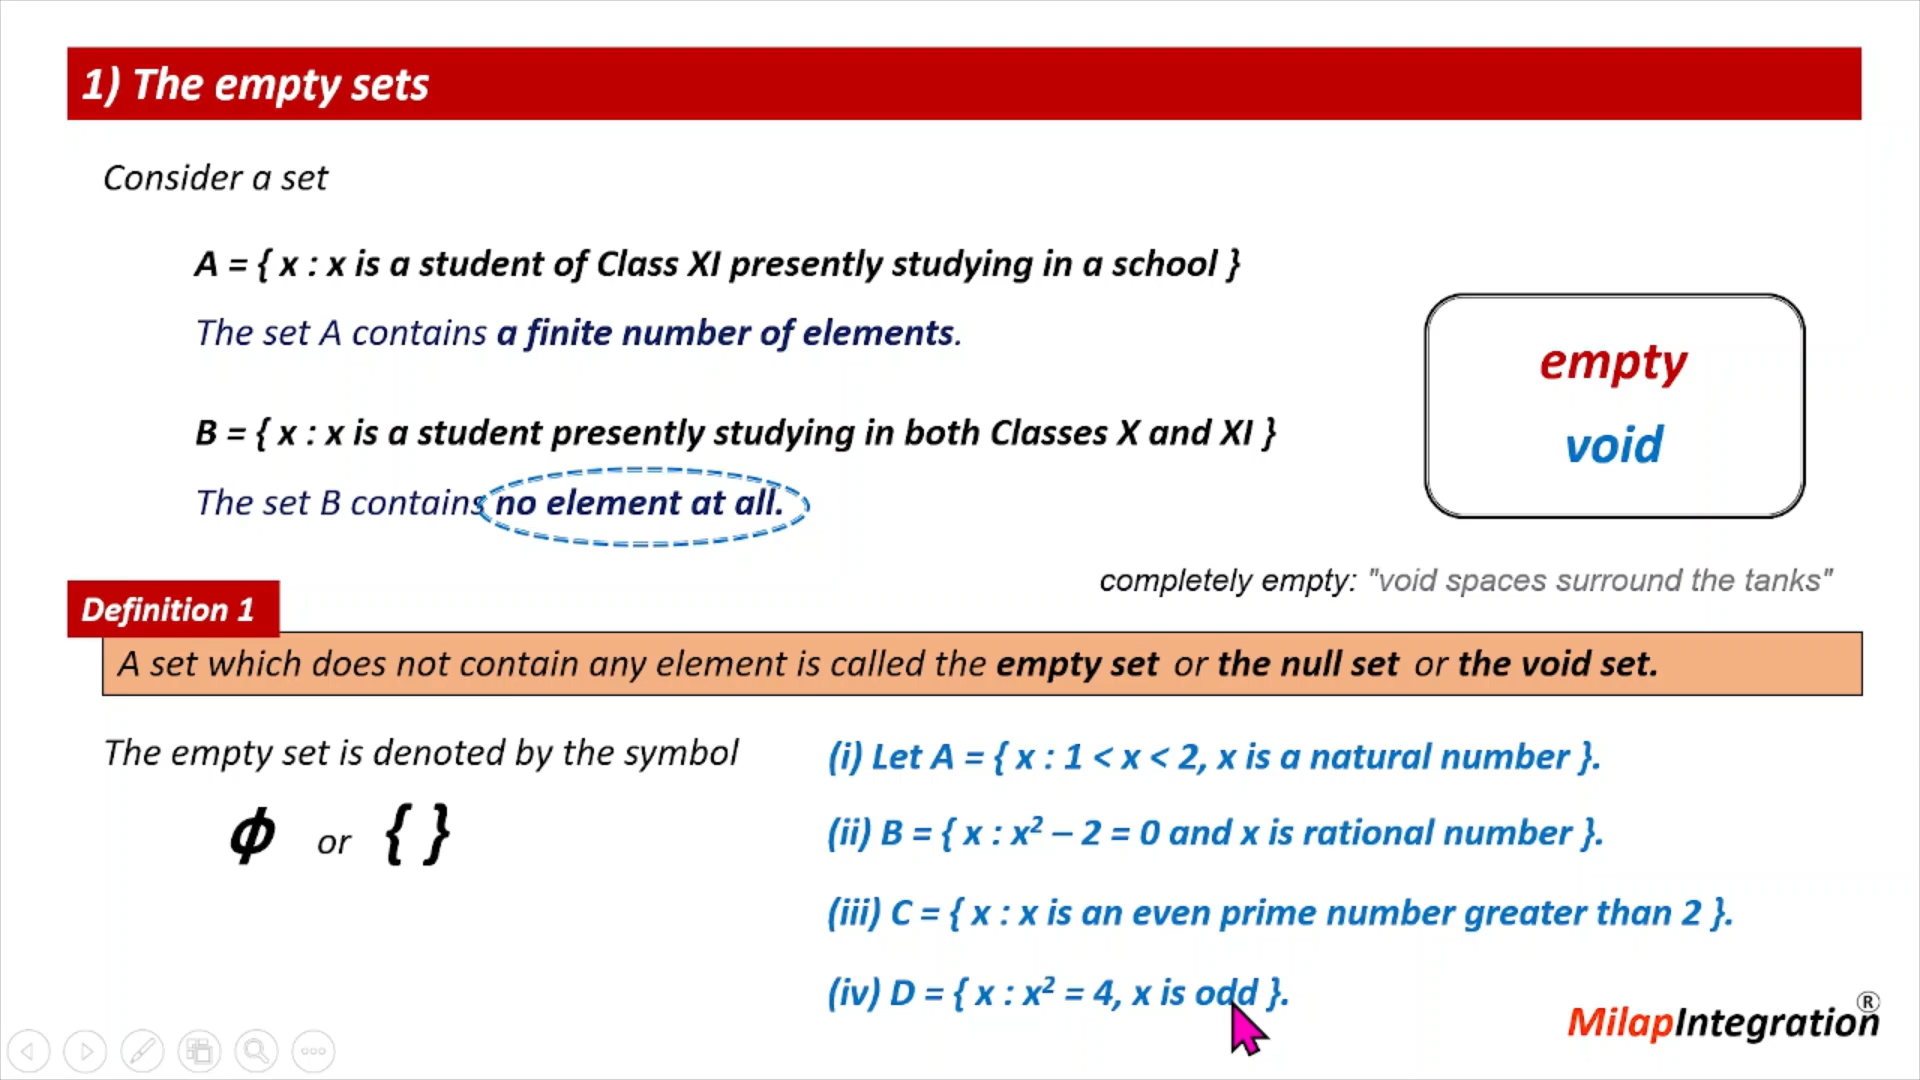 1) The empty sets
Consider a set
A = { x : x is a student of Class XI presently studying in a school }
The set A contains a finite number of elements.
B = { x : x is a student presently studying in both Classes X and XI }
The set B contains no element at all.
empty
void
completely empty: "void spaces surround the tanks"
Definition 1
A set which does not contain any element is called the empty set or the null set or the void set.
The empty set is denoted by the symbol
ϕ or { }
(i) Let A = { x : 1 < x < 2, x is a natural number }.
(ii) B = { x : x² – 2 = 0 and x is rational number }.
(iii) C = { x : x is an even prime number greater than 2 }.
(iv) D = { x : x² = 4, x is odd }.
MilapIntegration®